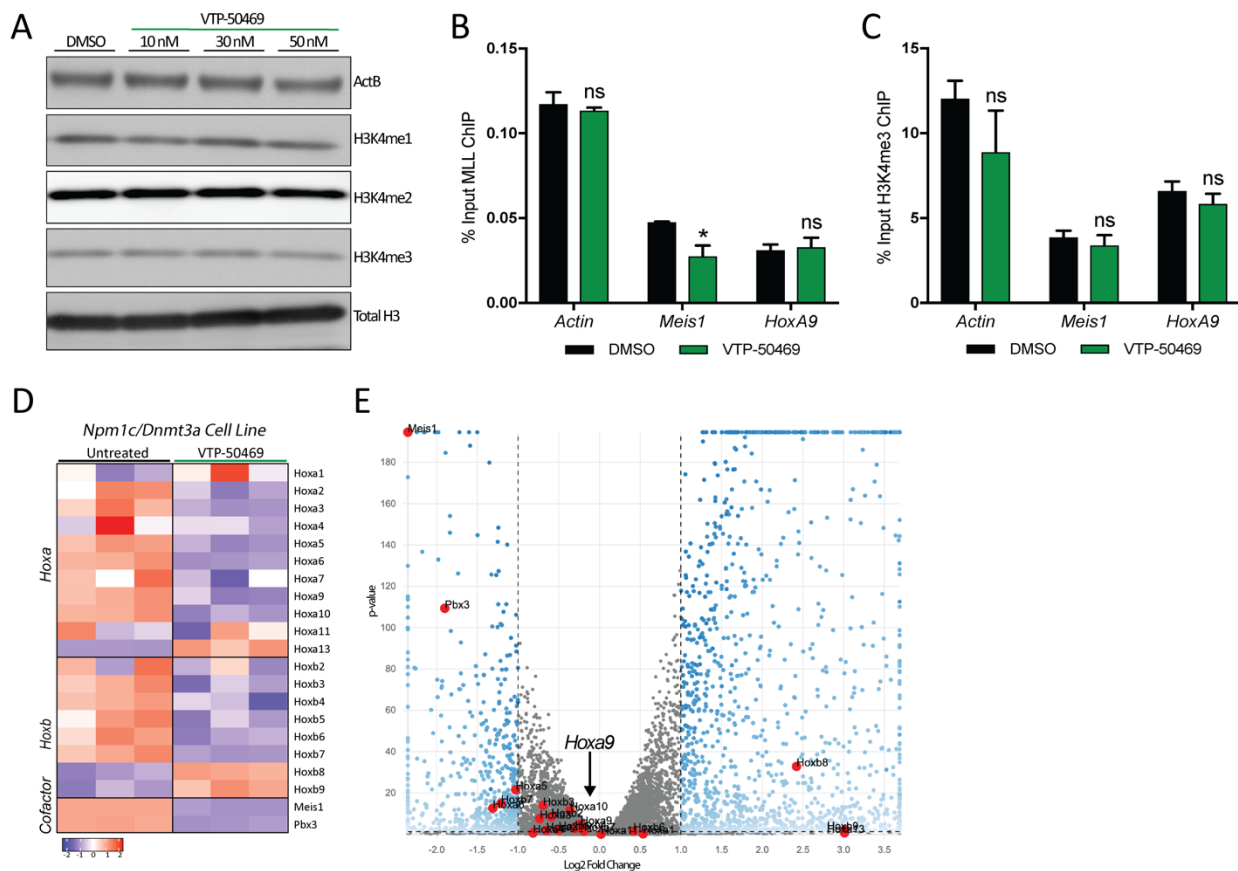 A
VTP-50469
DMSO 10 nM 30 nM 50 nM
ActB
H3K4me1
H3K4me2
H3K4me3
Total H3
B
% Input MLL ChIP
0.15
0.10
0.05
0.00
ns
*
ns
Actin Meis1 HoxA9
DMSO VTP-50469
C
% Input H3K4me3 ChIP
15
10
5
0
ns
ns
ns
Actin Meis1 HoxA9
DMSO VTP-50469
D
Npm1c/Dnmt3a Cell Line
Untreated VTP-50469
Hoxa
Hoxa1
Hoxa2
Hoxa3
Hoxa4
Hoxa5
Hoxa6
Hoxa7
Hoxa9
Hoxa10
Hoxa11
Hoxa13
Hoxb
Hoxb2
Hoxb3
Hoxb4
Hoxb5
Hoxb6
Hoxb7
Hoxb8
Hoxb9
Cofactor
Meis1
Pbx3
-2 -1 0 1 2
E
p-value
180
160
140
120
100
80
60
40
20
0
Meis1
Pbx3
Hoxa9
Hoxb8
Hoxa5
Hoxb7
Hoxb3
Hoxa10
Hoxb6
Hoxa1
Hoxb9
-2.0 -1.5 -1.0 -0.5 0.0 0.5 1.0 1.5 2.0 2.5 3.0 3.5
Log2 Fold Change